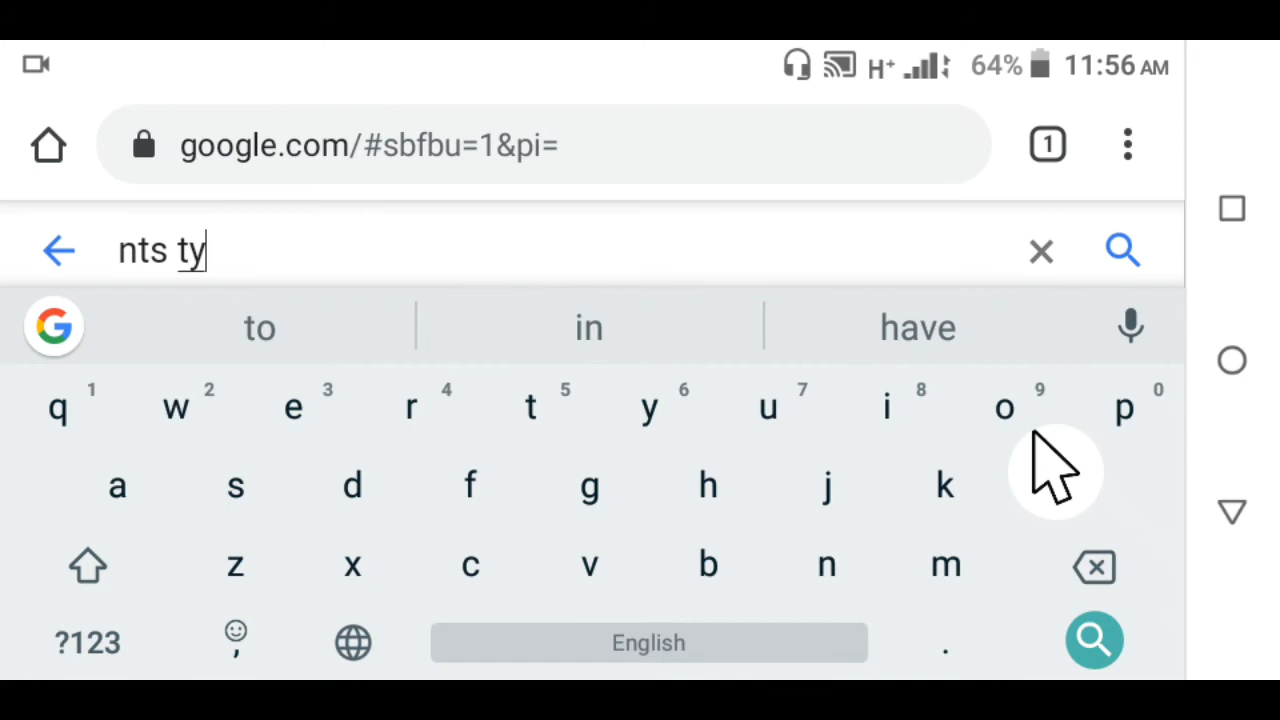 H+ 64% 11:56 AM
google.com/#sbfbu=1&pi= 1
nts ty
to in have
q 1 w 2 e 3 r 4 t 5 y 6 u 7 i 8 o 9 p 0
a s d f g h j k
z x c v b n m
?123 , English .